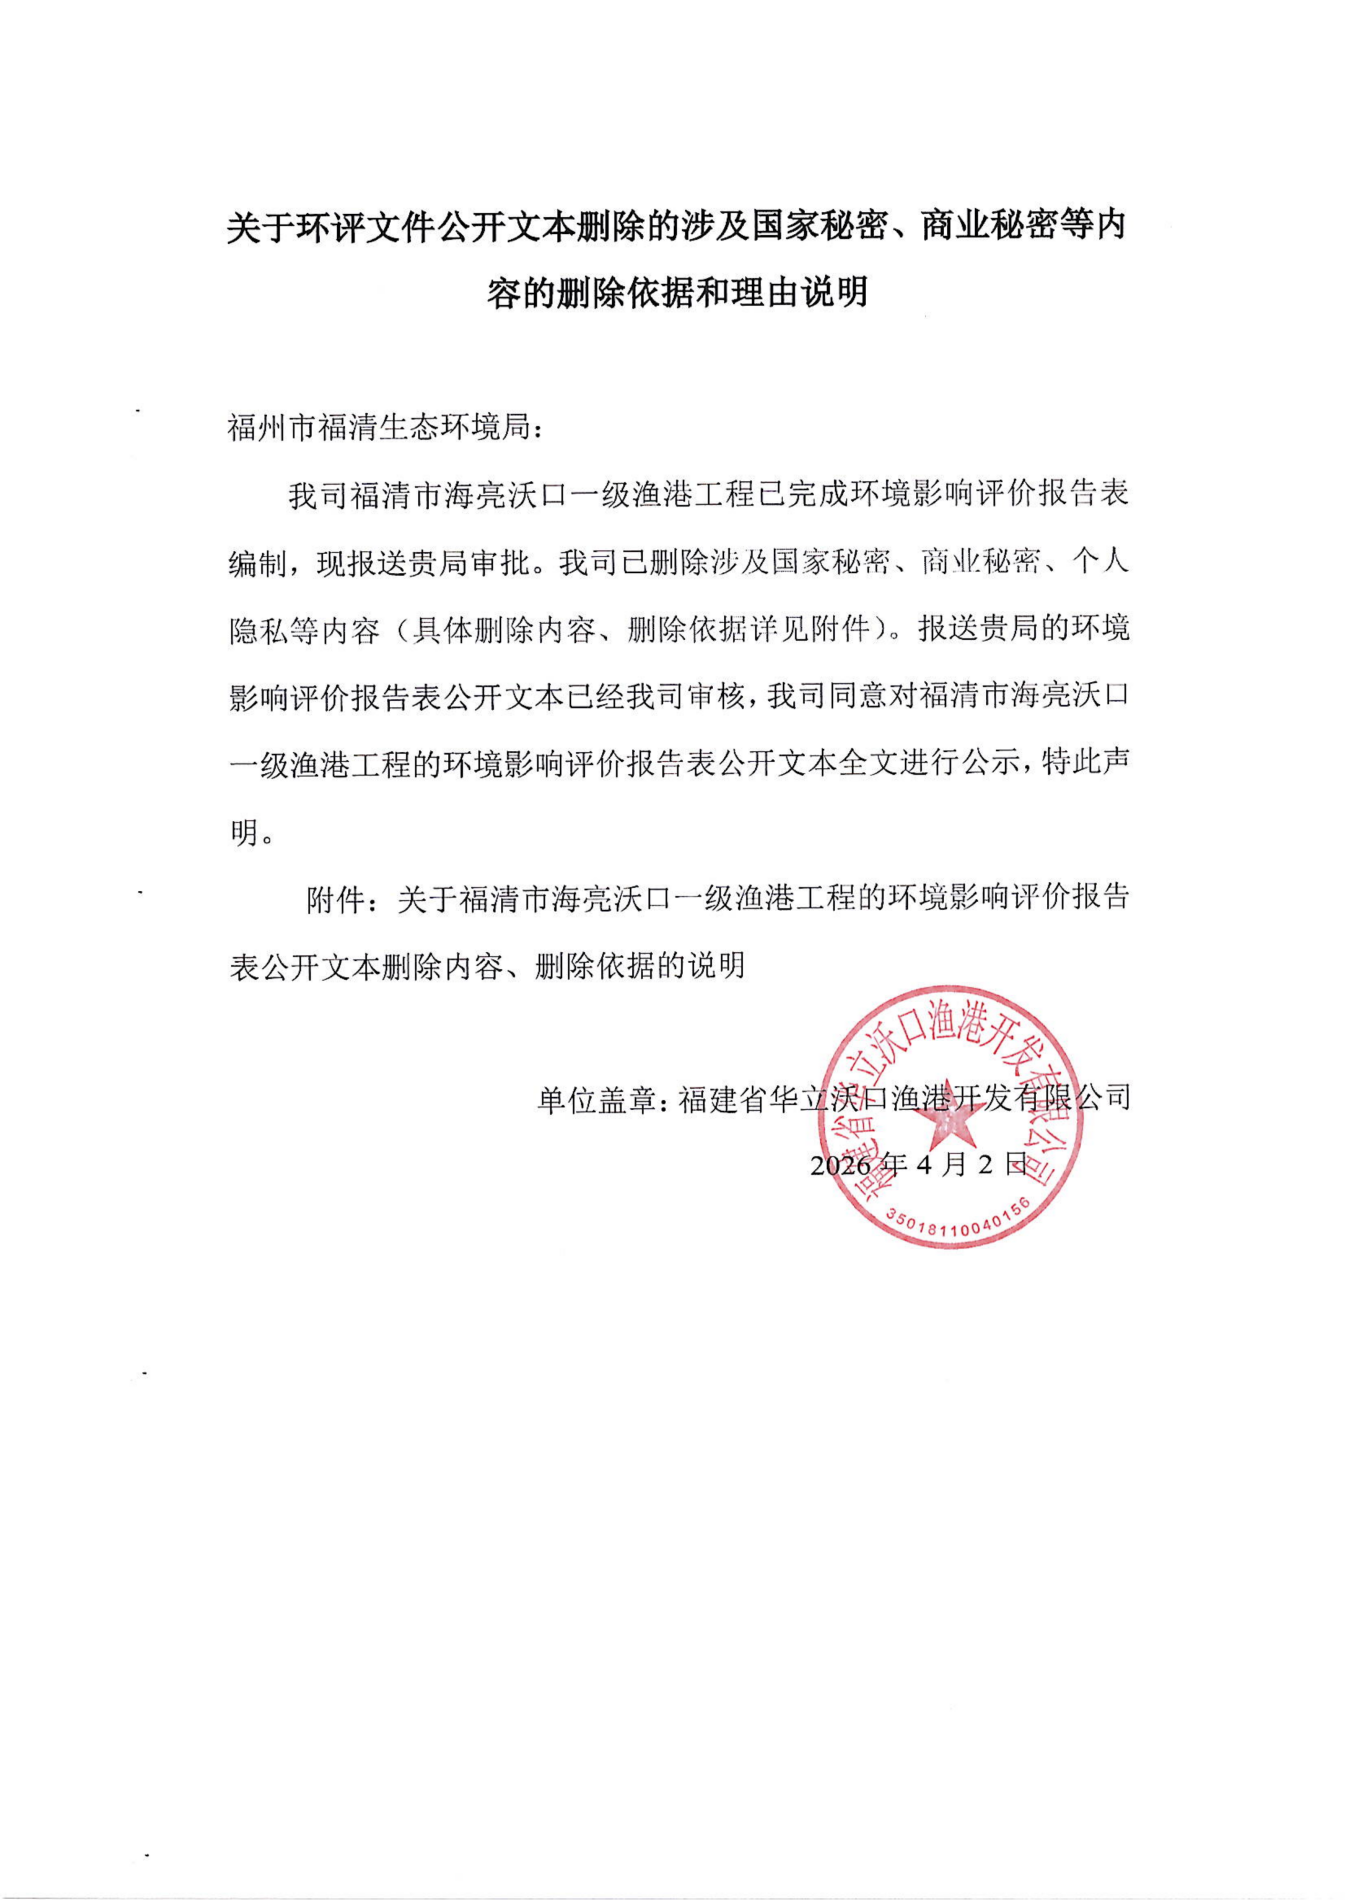 关于环评文件公开文本删除的涉及国家秘密、商业秘密等内
容的删除依据和理由说明
福州市福清生态环境局：
我司福清市海亮沃口一级渔港工程已完成环境影响评价报告表
编制，现报送贵局审批。我司已删除涉及国家秘密、商业秘密、个人
隐私等内容（具体删除内容、删除依据详见附件）。报送贵局的环境
影响评价报告表公开文本已经我司审核，我司同意对福清市海亮沃口
一级渔港工程的环境影响评价报告表公开文本全文进行公示，特此声
明。
附件：关于福清市海亮沃口一级渔港工程的环境影响评价报告
表公开文本删除内容、删除依据的说明
单位盖章：福建省华立沃口渔港开发有限公司
2026 年 4 月 2 日
福建省华立沃口渔港开发有限公司
35018110040156